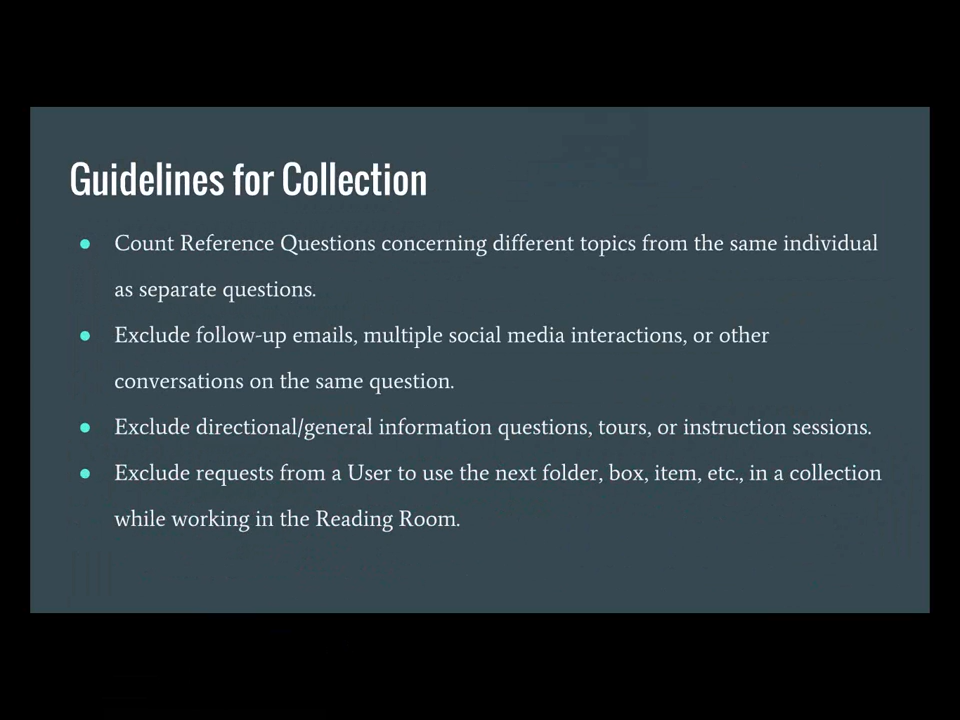 Guidelines for Collection
● Count Reference Questions concerning different topics from the same individual
as separate questions.
● Exclude follow-up emails, multiple social media interactions, or other
conversations on the same question.
● Exclude directional/general information questions, tours, or instruction sessions.
● Exclude requests from a User to use the next folder, box, item, etc., in a collection
while working in the Reading Room.